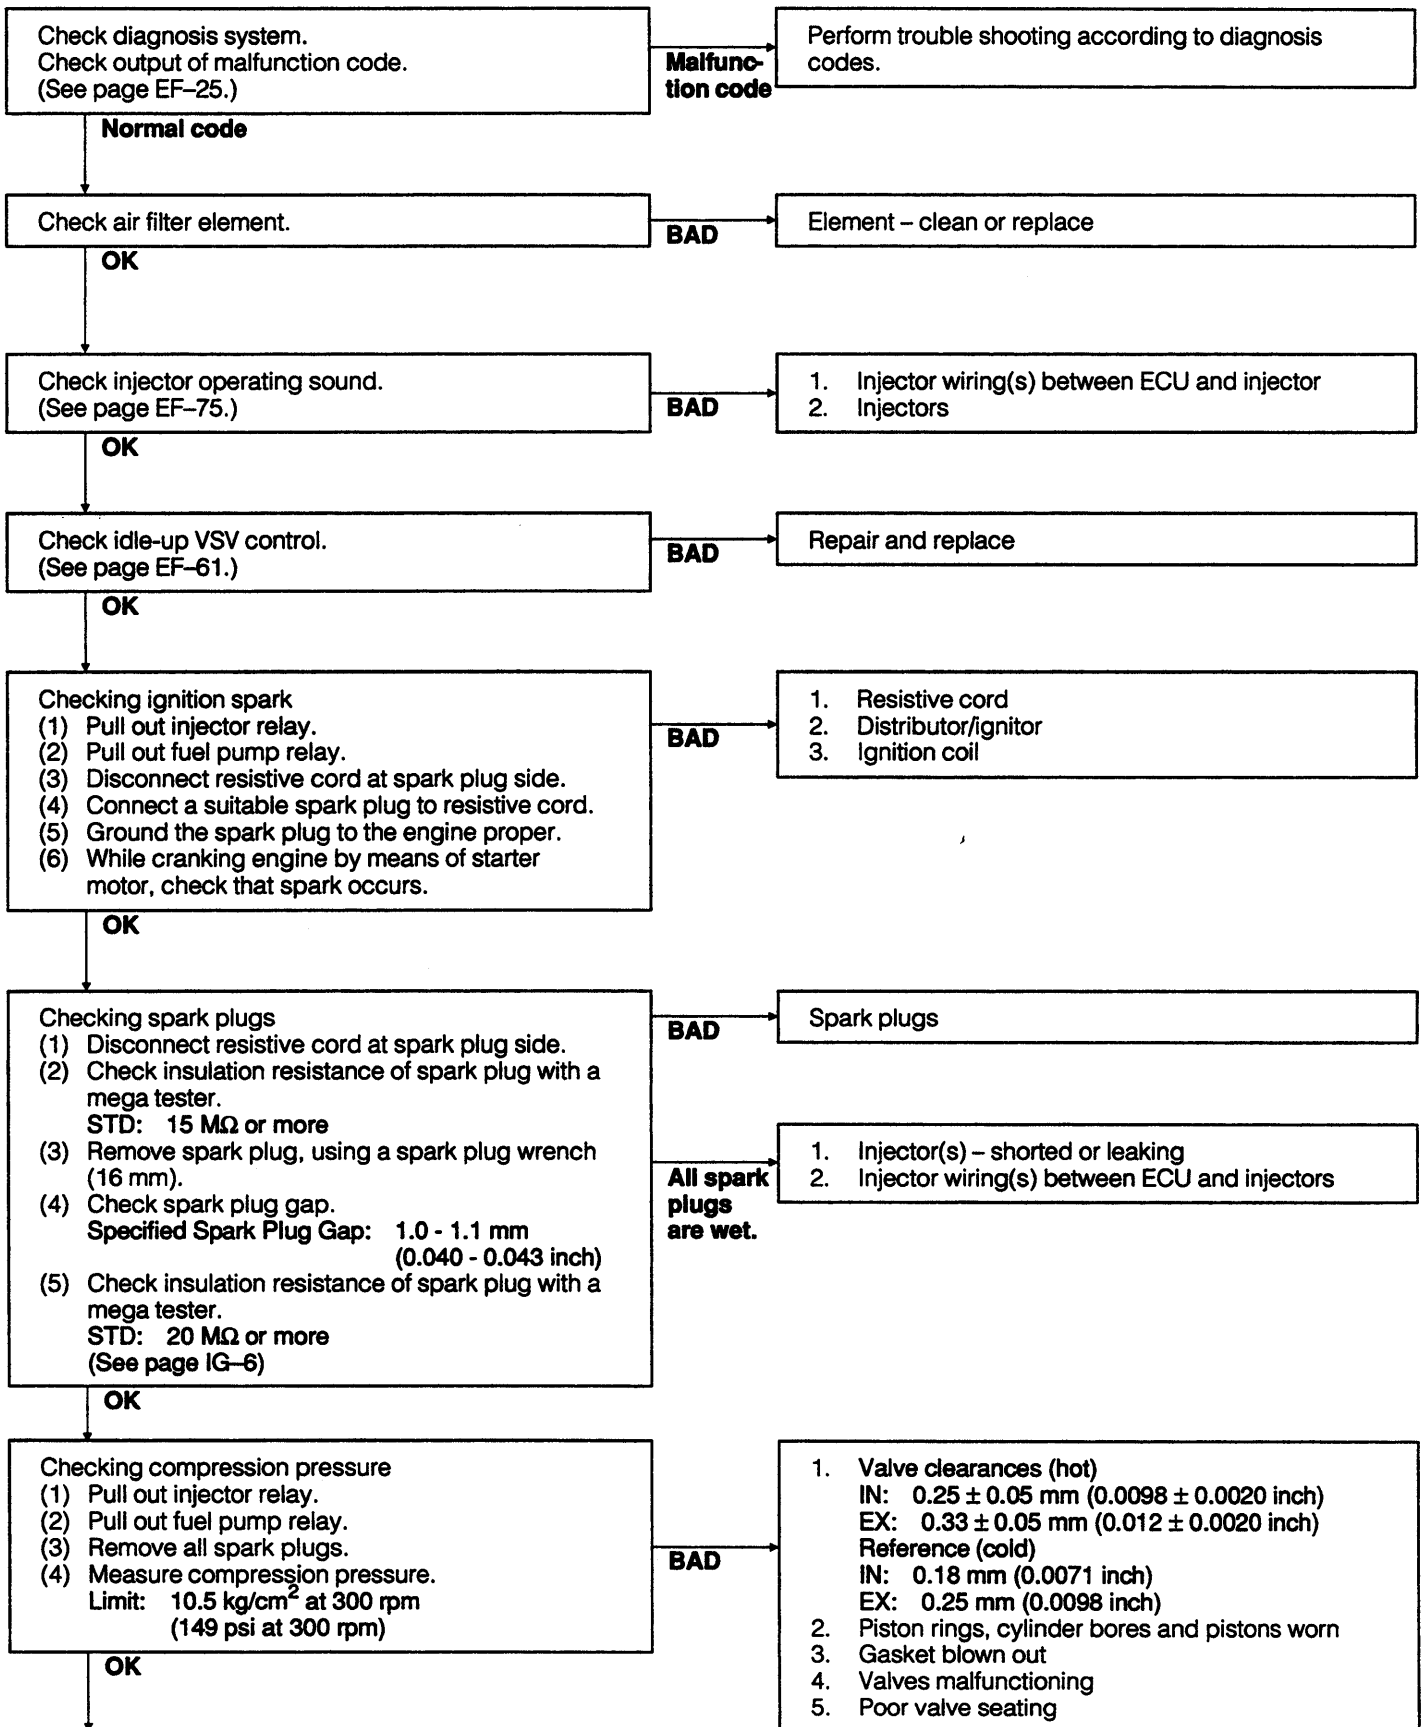 Check diagnosis system.
Check output of malfunction code.
(See page EF–25.)
Malfunc-
tion code
Perform trouble shooting according to diagnosis
codes.
Normal code
Check air filter element.
BAD
Element – clean or replace
OK
Check injector operating sound.
(See page EF–75.)
BAD
1. Injector wiring(s) between ECU and injector
2. Injectors
OK
Check idle-up VSV control.
(See page EF–61.)
BAD
Repair and replace
OK
Checking ignition spark
(1) Pull out injector relay.
(2) Pull out fuel pump relay.
(3) Disconnect resistive cord at spark plug side.
(4) Connect a suitable spark plug to resistive cord.
(5) Ground the spark plug to the engine proper.
(6) While cranking engine by means of starter
motor, check that spark occurs.
BAD
1. Resistive cord
2. Distributor/ignitor
3. Ignition coil
OK
Checking spark plugs
(1) Disconnect resistive cord at spark plug side.
(2) Check insulation resistance of spark plug with a
mega tester.
STD: 15 MΩ or more
(3) Remove spark plug, using a spark plug wrench
(16 mm).
(4) Check spark plug gap.
Specified Spark Plug Gap: 1.0 - 1.1 mm
(0.040 - 0.043 inch)
(5) Check insulation resistance of spark plug with a
mega tester.
STD: 20 MΩ or more
(See page IG–6)
BAD
Spark plugs
All spark
plugs
are wet.
1. Injector(s) – shorted or leaking
2. Injector wiring(s) between ECU and injectors
OK
Checking compression pressure
(1) Pull out injector relay.
(2) Pull out fuel pump relay.
(3) Remove all spark plugs.
(4) Measure compression pressure.
Limit: 10.5 kg/cm² at 300 rpm
(149 psi at 300 rpm)
BAD
1. Valve clearances (hot)
IN: 0.25 ± 0.05 mm (0.0098 ± 0.0020 inch)
EX: 0.33 ± 0.05 mm (0.012 ± 0.0020 inch)
Reference (cold)
IN: 0.18 mm (0.0071 inch)
EX: 0.25 mm (0.0098 inch)
2. Piston rings, cylinder bores and pistons worn
3. Gasket blown out
4. Valves malfunctioning
5. Poor valve seating
OK